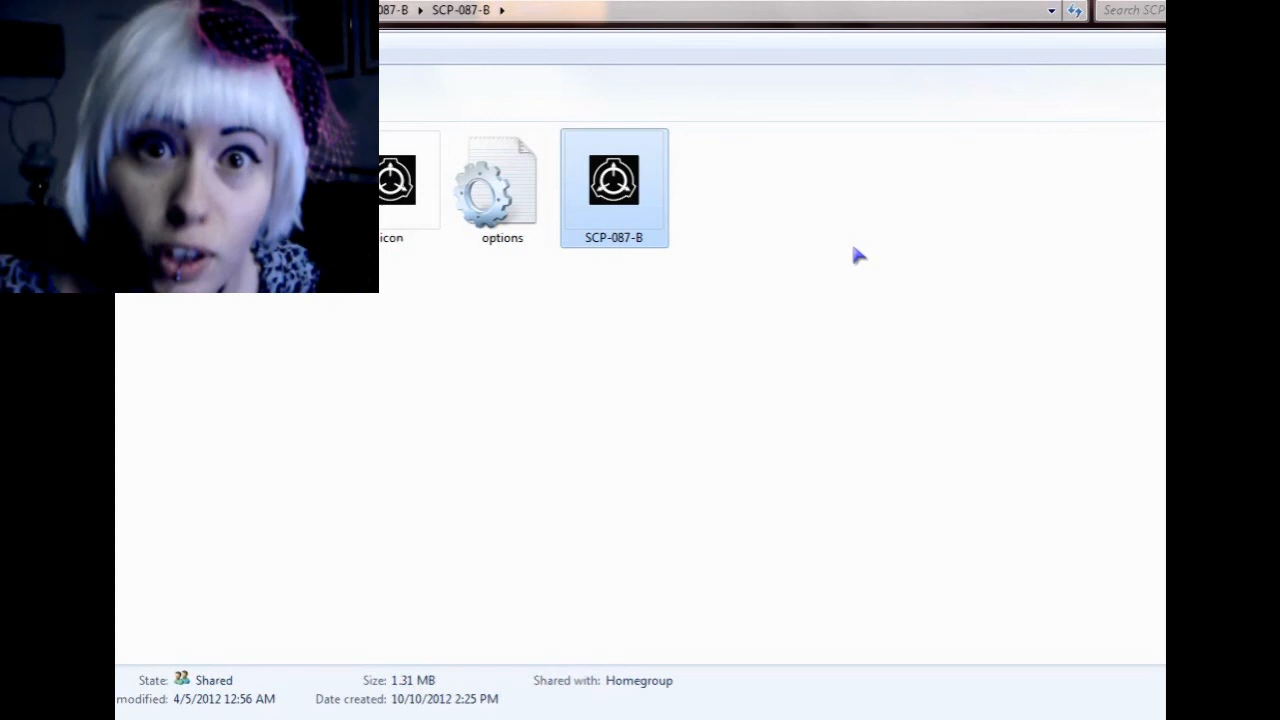 087-B ▸ SCP-087-B ▸
Search SCP
icon
options
SCP-087-B
State: Shared
Size: 1.31 MB
Shared with: Homegroup
modified: 4/5/2012 12:56 AM
Date created: 10/10/2012 2:25 PM